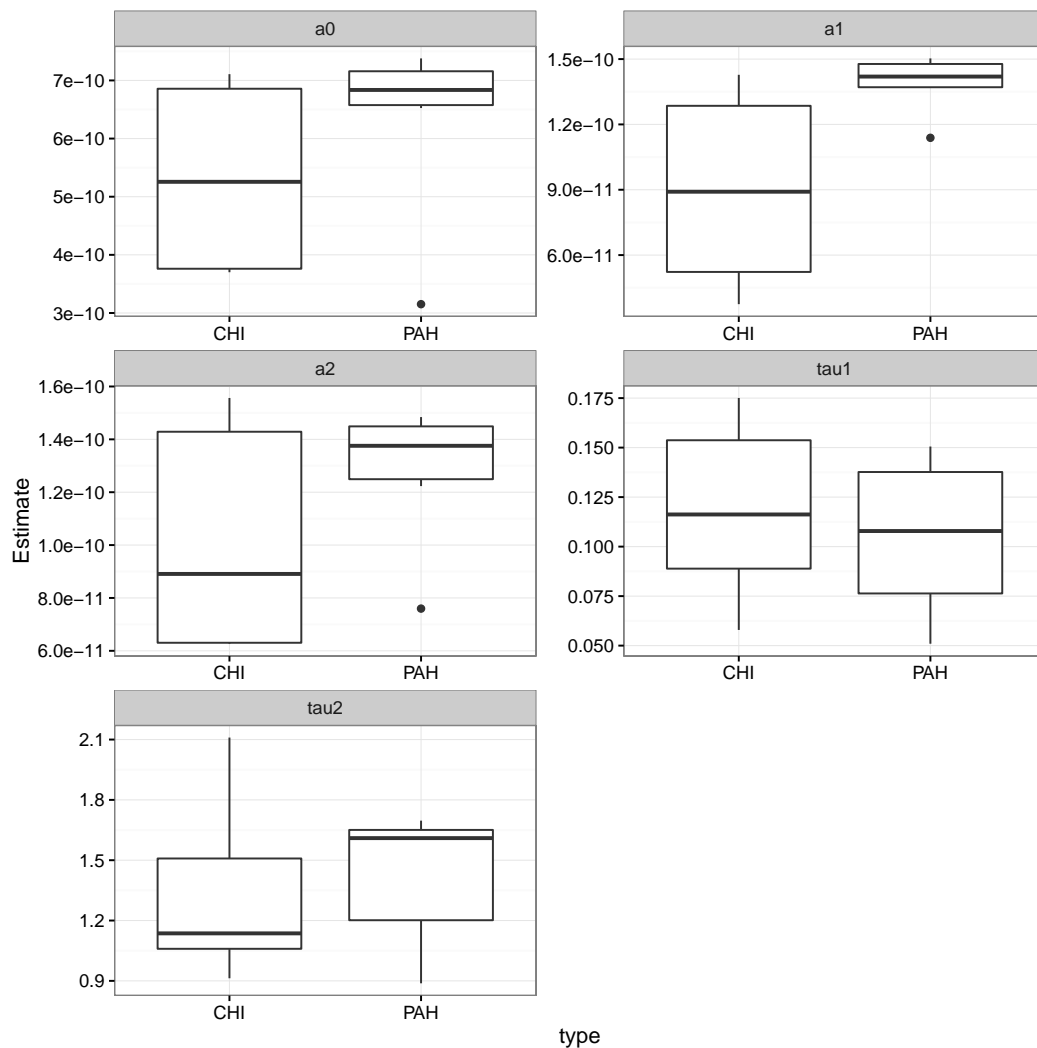 a0
7e−10
6e−10
5e−10
4e−10
3e−10
CHI PAH
a1
1.5e−10
1.2e−10
9.0e−11
6.0e−11
CHI PAH
a2
1.6e−10
1.4e−10
1.2e−10
1.0e−10
8.0e−11
6.0e−11
CHI PAH
tau1
0.175
0.150
0.125
0.100
0.075
0.050
CHI PAH
tau2
2.1
1.8
1.5
1.2
0.9
CHI PAH
Estimate
type